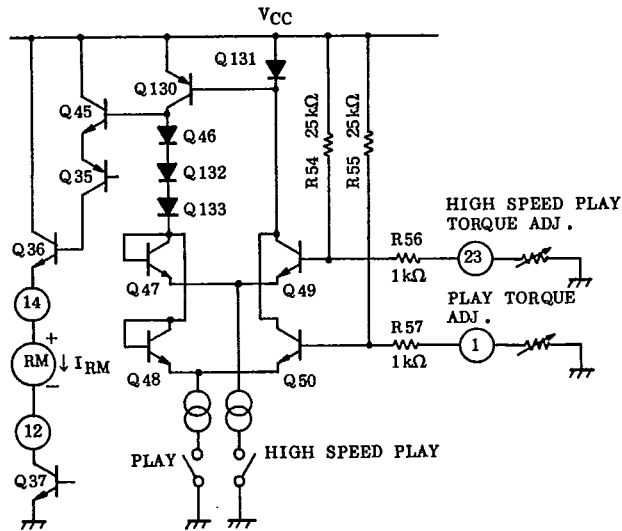 VCC
Q131
Q130
Q45
Q46
Q35
Q132
Q133
R54 25kΩ
R55 25kΩ
HIGH SPEED PLAY
TORQUE ADJ.
Q36
R56
23
1kΩ
Q47
Q49
14
PLAY TORQUE
ADJ.
R57
1
1kΩ
+
RM
↓ IRM
−
Q48
Q50
12
PLAY
HIGH SPEED PLAY
Q37